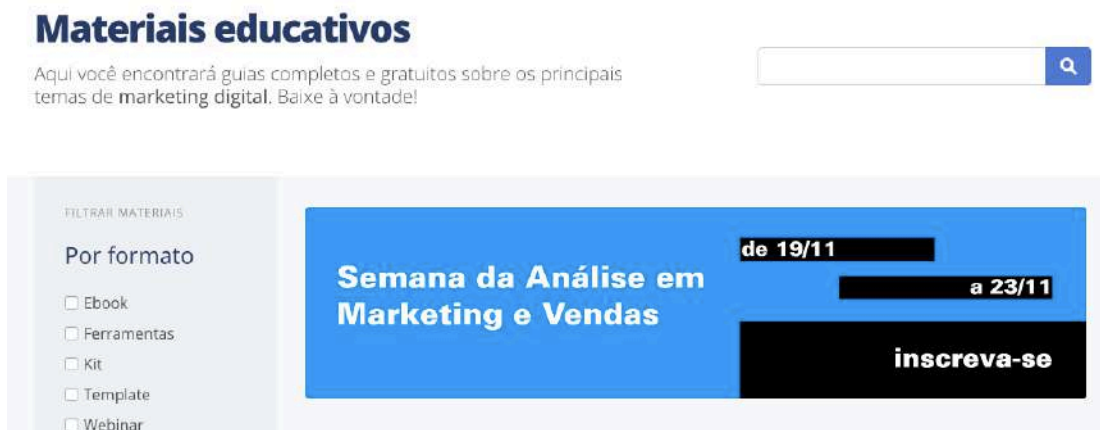 Materiais educativos
Aqui você encontrará guias completos e gratuitos sobre os principais
temas de marketing digital. Baixe à vontade!
FILTRAR MATERIAIS
Por formato
Ebook
Ferramentas
Kit
Template
Webinar
Semana da Análise em
Marketing e Vendas
de 19/11
a 23/11
inscreva-se